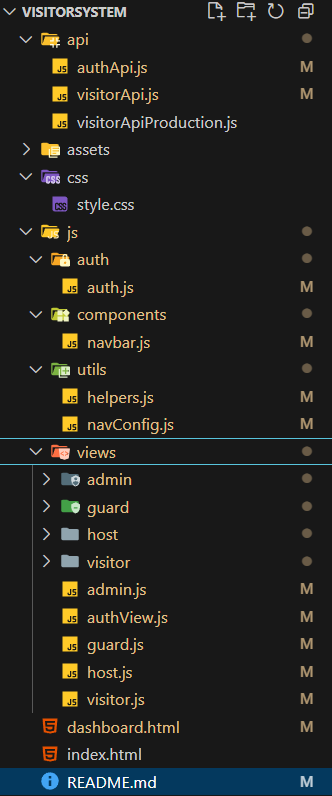 VISITORSYSTEM
api
authApi.js M
visitorApi.js M
visitorApiProduction.js
assets
css
style.css
js
auth
auth.js M
components
navbar.js M
utils
helpers.js M
navConfig.js M
views
admin
guard
host
visitor
admin.js M
authView.js M
guard.js M
host.js M
visitor.js M
dashboard.html M
index.html
README.md M